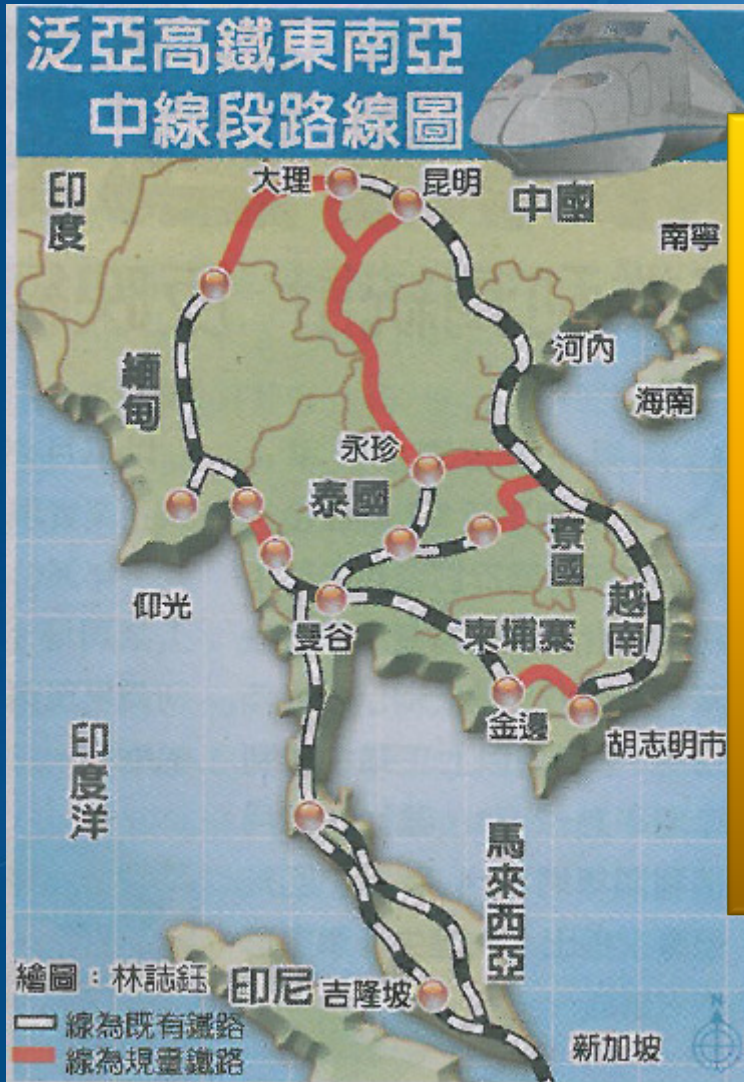 泛亞高鐵東南亞
中線段路線圖
印度
大理
昆明
中國
南寧
河內
海南
緬甸
永珍
泰國
寮國
越南
仰光
曼谷
柬埔寨
金邊
胡志明市
印度洋
馬來西亞
繪圖：林誌鈺
印尼
吉隆坡
線為既有鐵路
線為規畫鐵路
新加坡
N